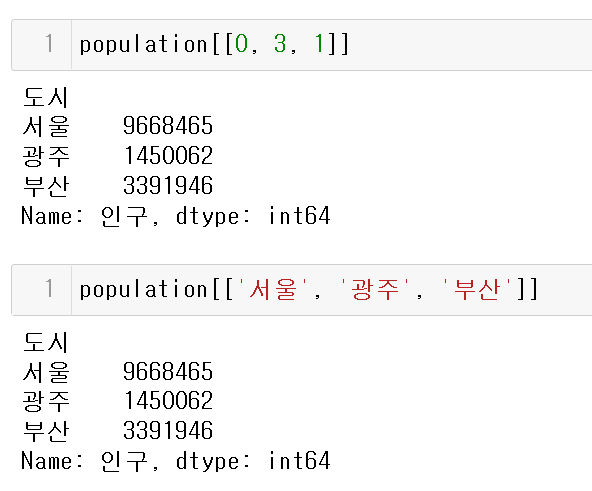 1 population[[0, 3, 1]]
도시
서울 9668465
광주 1450062
부산 3391946
Name: 인구, dtype: int64
1 population[['서울', '광주', '부산']]
도시
서울 9668465
광주 1450062
부산 3391946
Name: 인구, dtype: int64